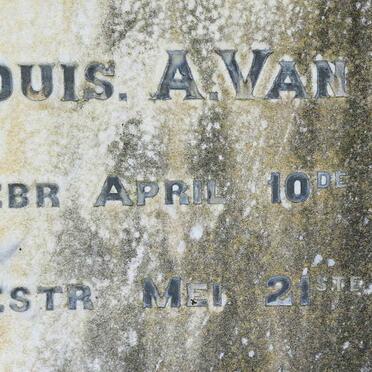 OUIS. A. VAN
EBR APRIL 10DE
ESTR MEI 21STE